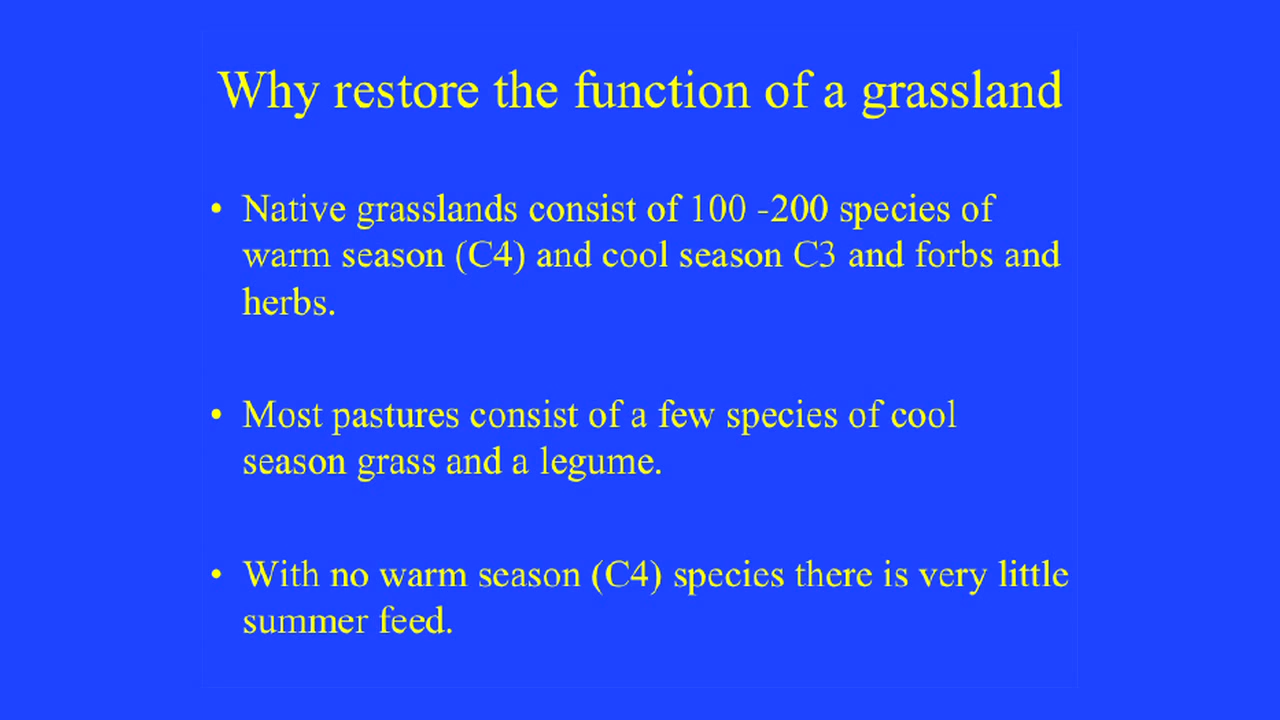 Why restore the function of a grassland
• Native grasslands consist of 100 -200 species of
warm season (C4) and cool season C3 and forbs and
herbs.
• Most pastures consist of a few species of cool
season grass and a legume.
• With no warm season (C4) species there is very little
summer feed.